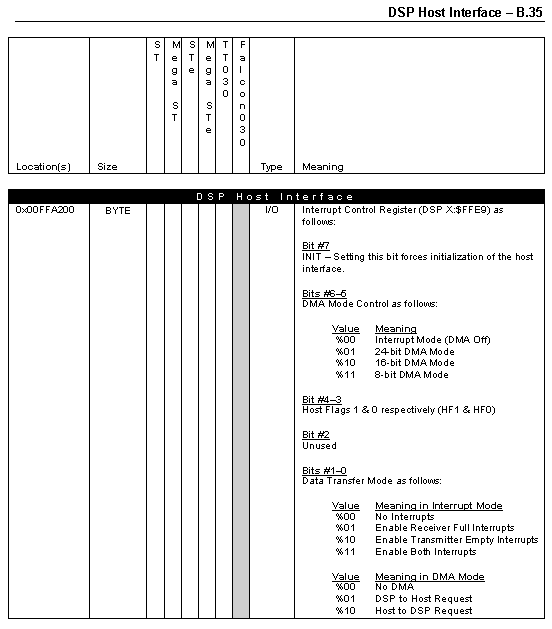 DSP Host Interface – B.35
Location(s) Size ST Mega ST STe Mega STe TT030 Falcon030 Type Meaning
DSP Host Interface
0x00FFA200 BYTE I/O Interrupt Control Register (DSP X:$FFE9) as
follows:
Bit #7
INIT – Setting this bit forces initialization of the host
interface.
Bits #6–5
DMA Mode Control as follows:
Value Meaning
%00 Interrupt Mode (DMA Off)
%01 24-bit DMA Mode
%10 16-bit DMA Mode
%11 8-bit DMA Mode
Bit #4–3
Host Flags 1 & 0 respectively (HF1 & HF0)
Bit #2
Unused
Bits #1–0
Data Transfer Mode as follows:
Value Meaning in Interrupt Mode
%00 No Interrupts
%01 Enable Receiver Full Interrupts
%10 Enable Transmitter Empty Interrupts
%11 Enable Both Interrupts
Value Meaning in DMA Mode
%00 No DMA
%01 DSP to Host Request
%10 Host to DSP Request